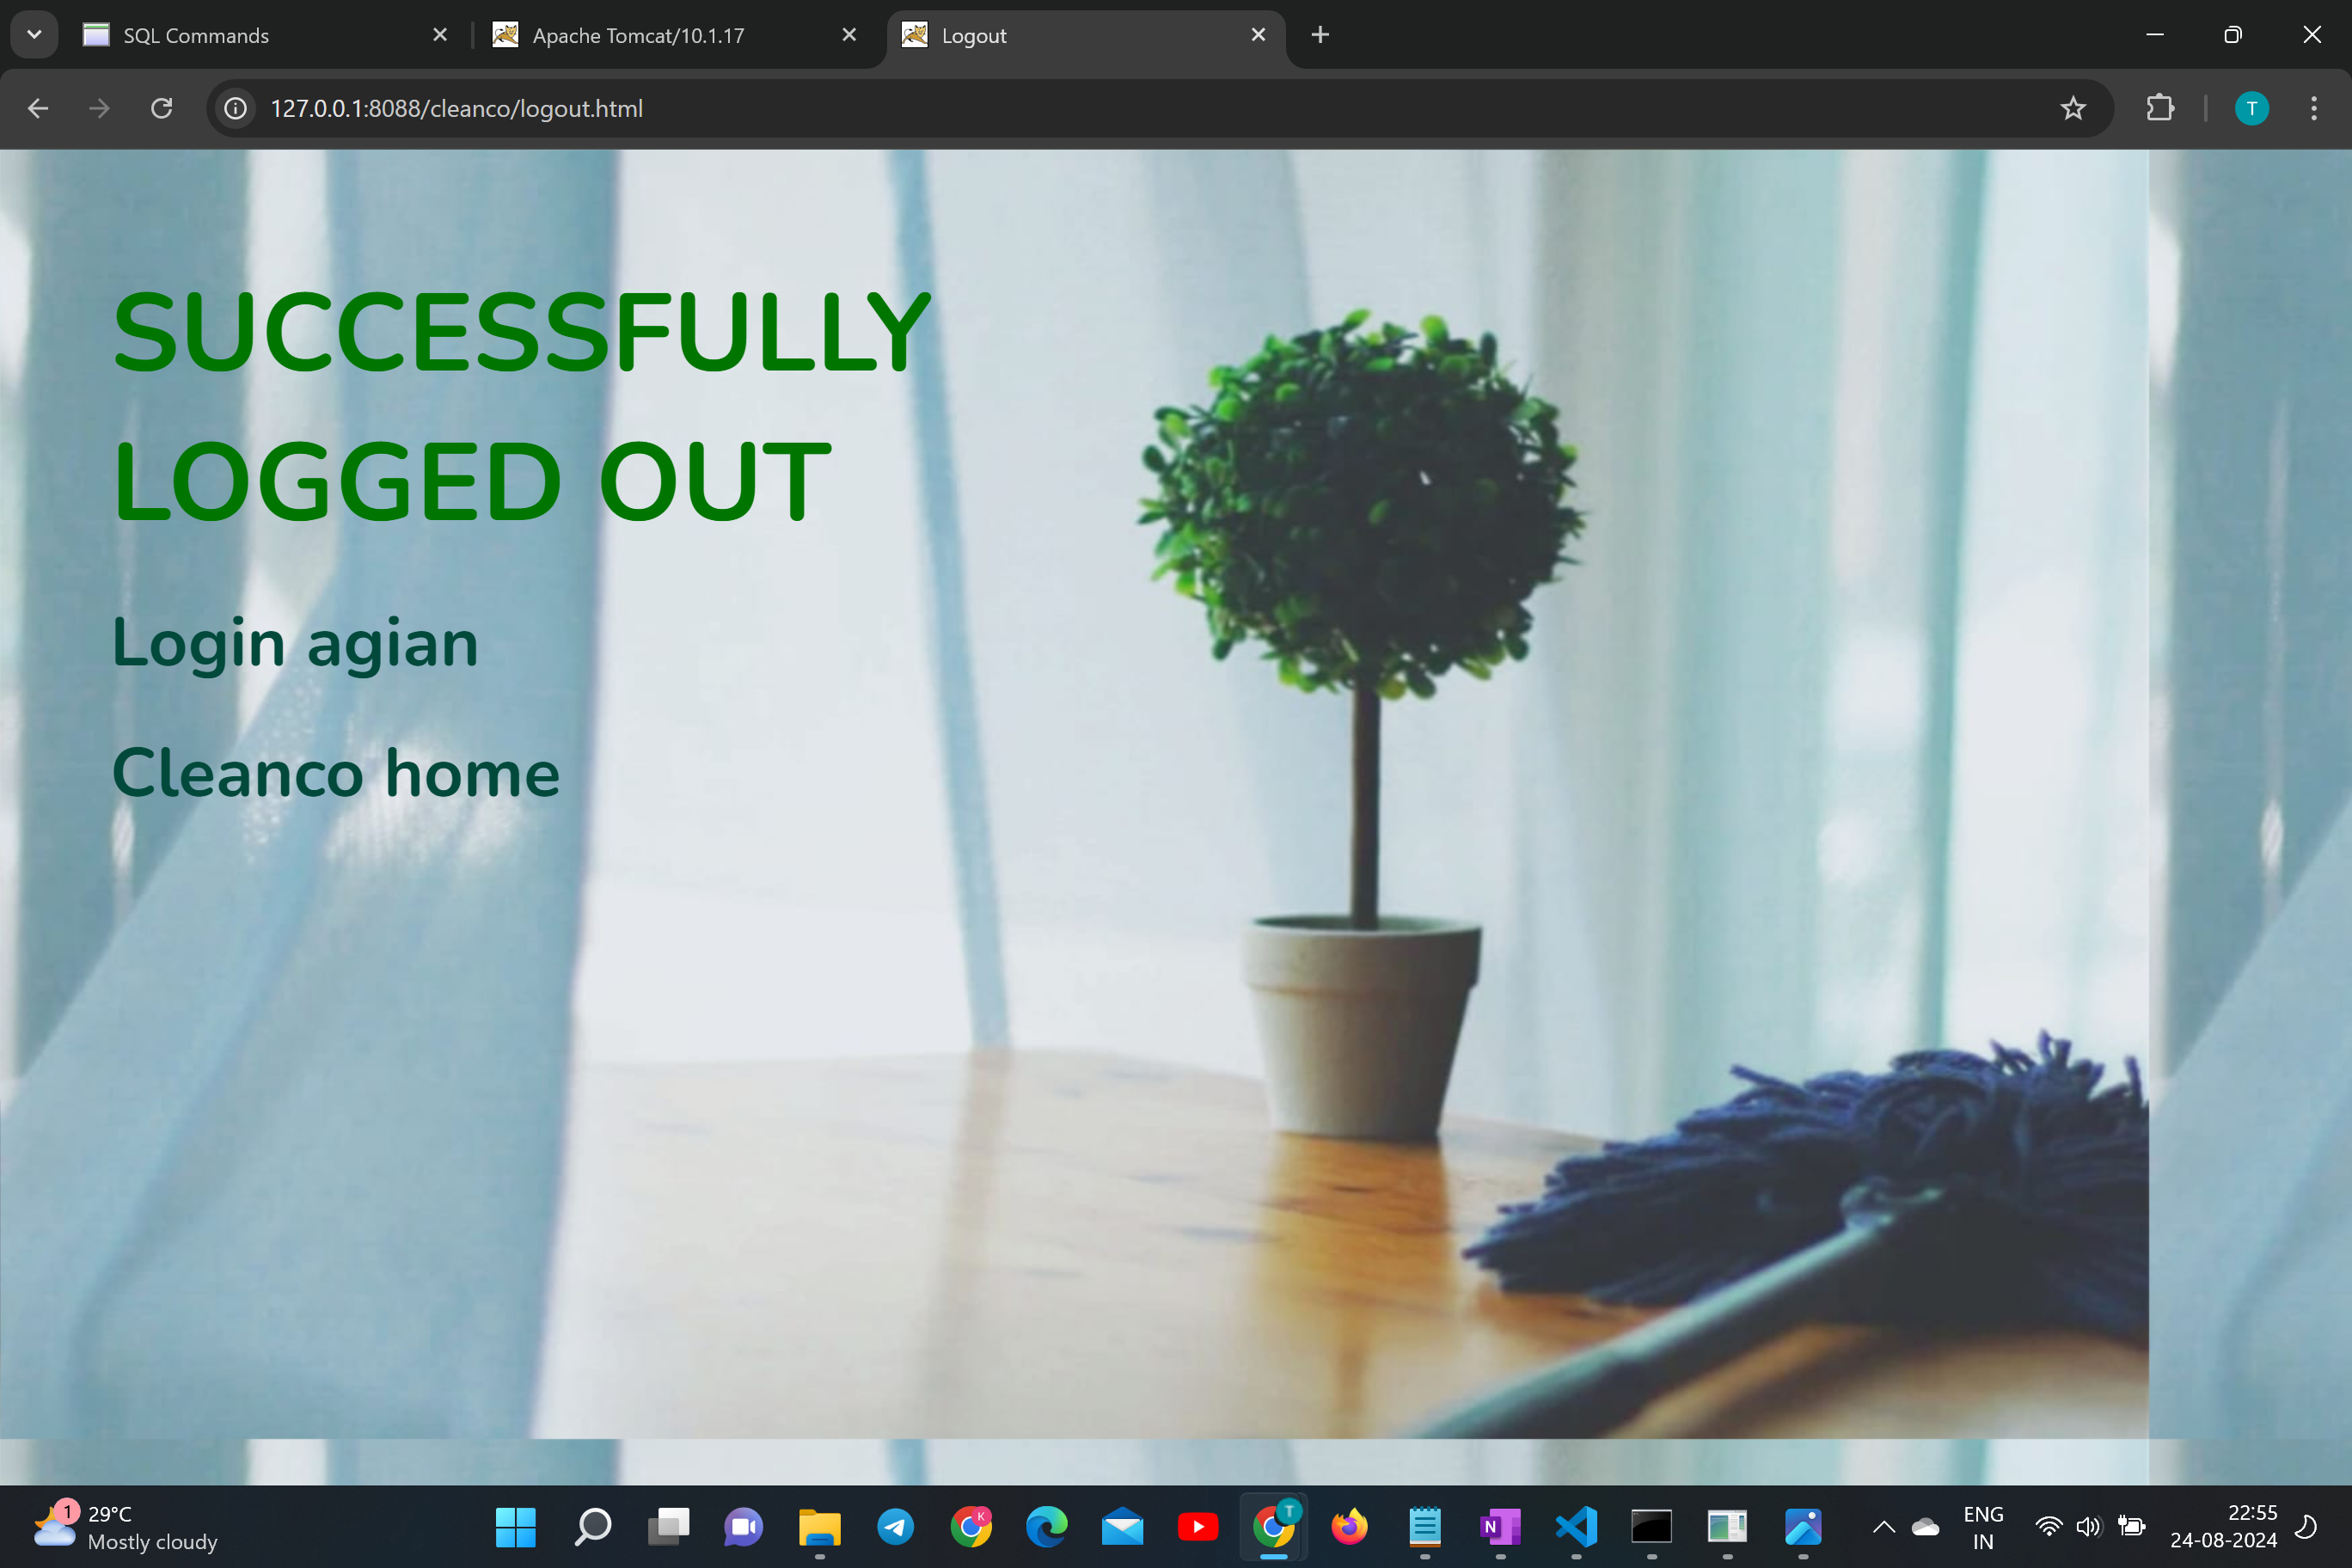 SQL Commands
Apache Tomcat/10.1.17
Logout
127.0.0.1:8088/cleanco/logout.html
T
SUCCESSFULLY
LOGGED OUT
Login agian
Cleanco home
1
29°C
Mostly cloudy
K
T
N
ENG
IN
22:55
24-08-2024